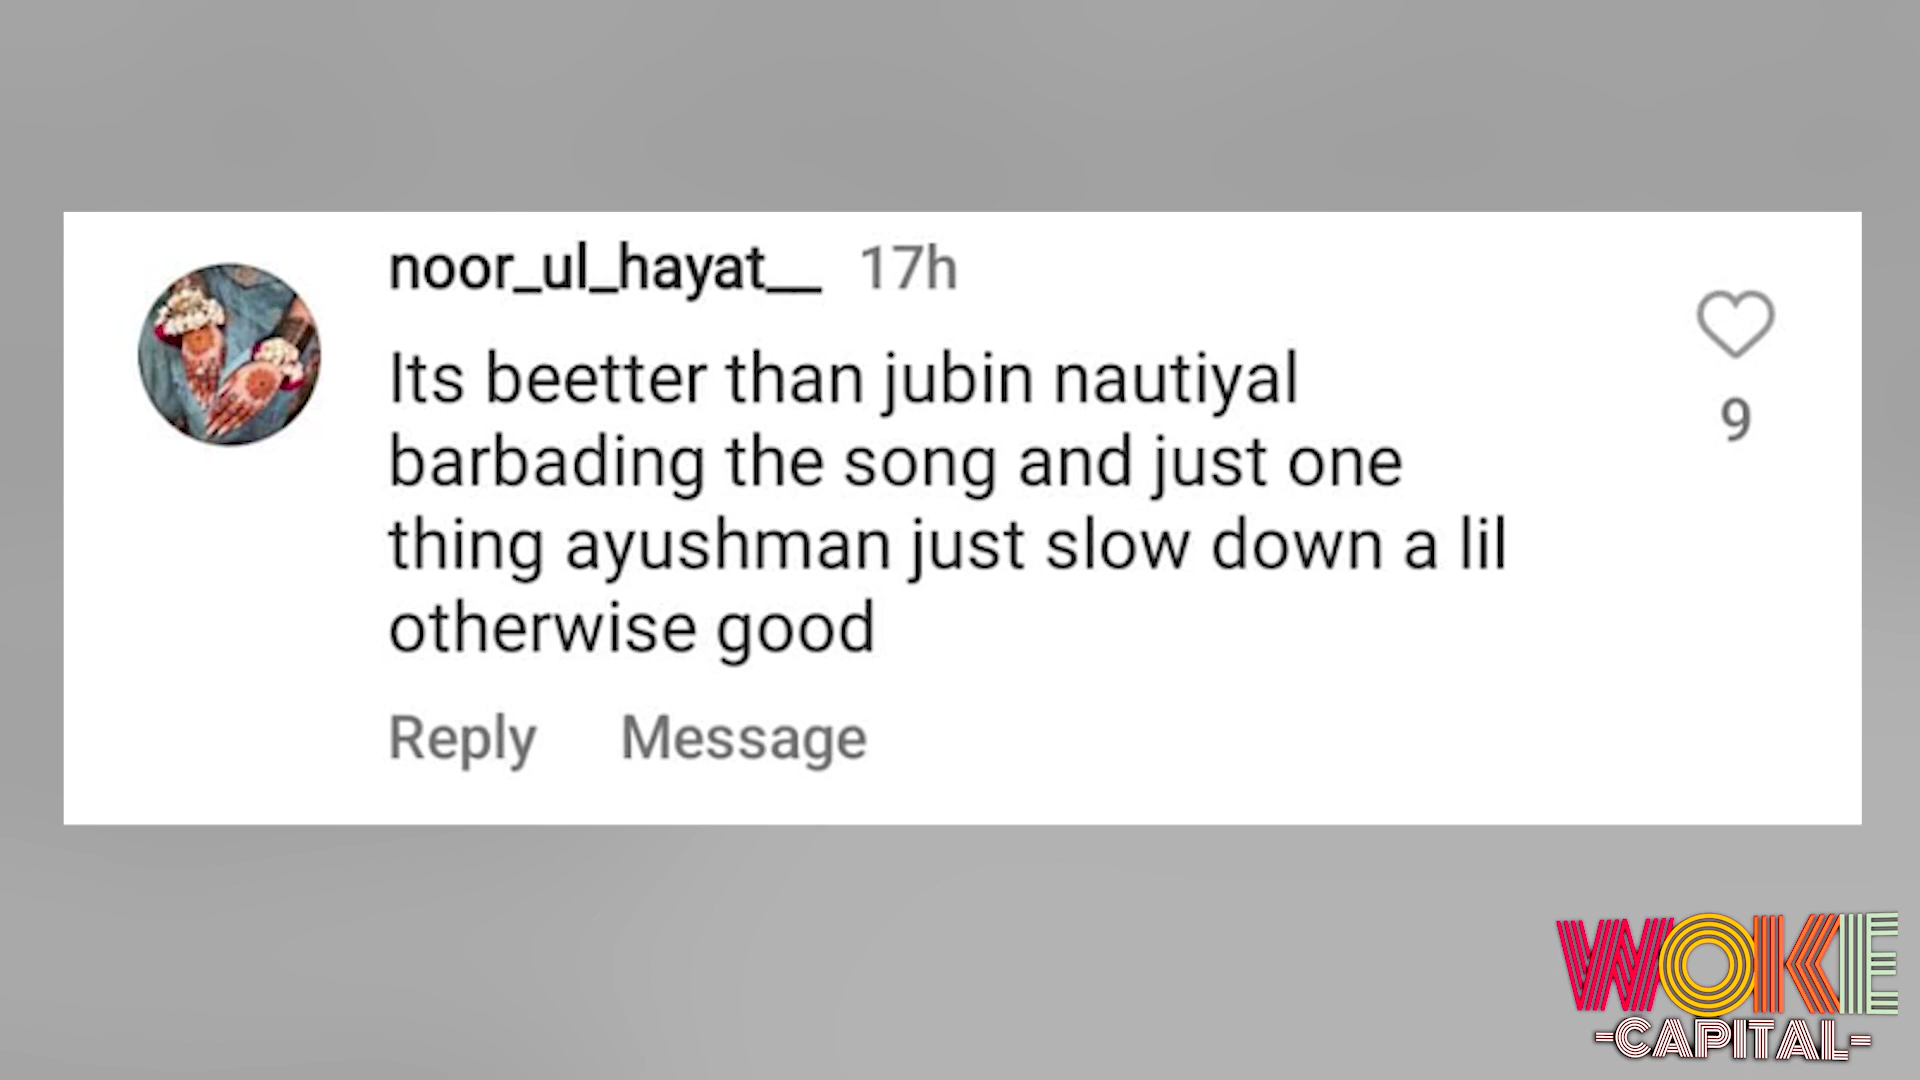 noor_ul_hayat__ 17h
Its beetter than jubin nautiyal
barbading the song and just one
thing ayushman just slow down a lil
otherwise good
9
Reply Message
WOKE
-CAPITAL-